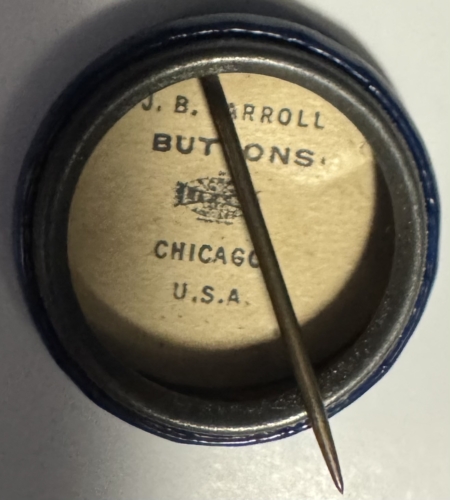 J. B. CARROLL
BUTTONS.
CHICAGO
U.S.A.